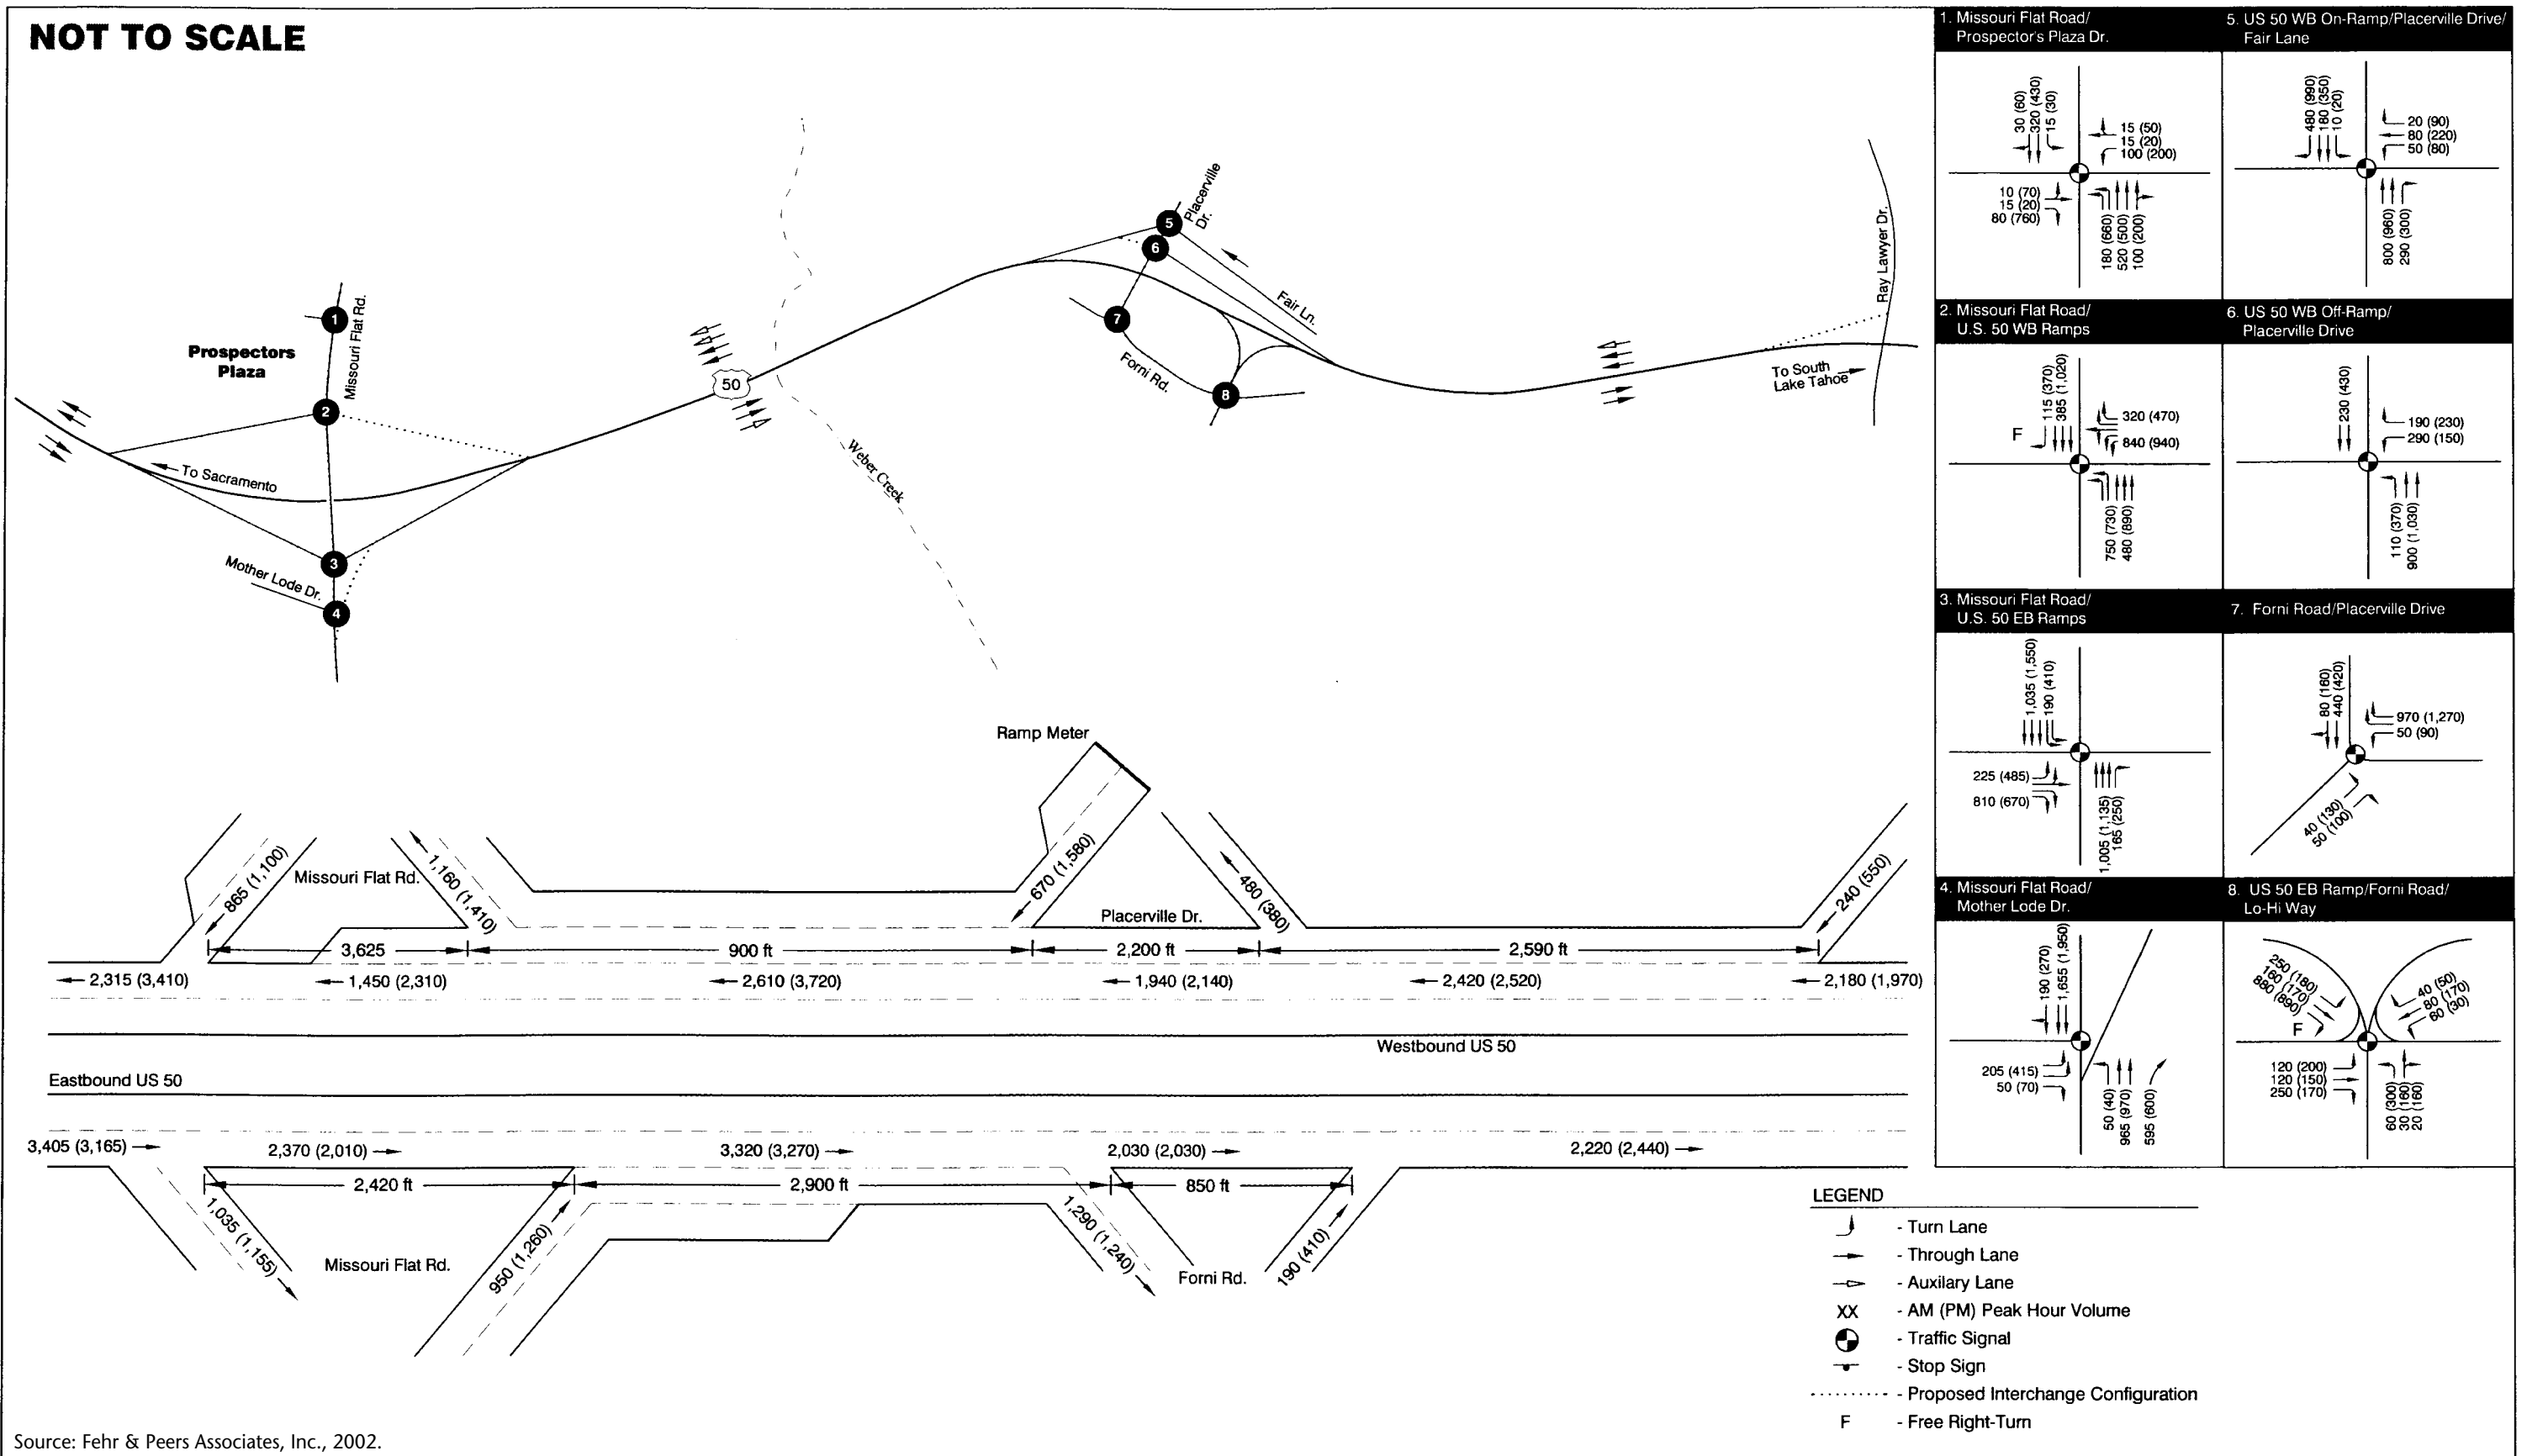 NOT TO SCALE
Prospectors
Plaza
Missouri Flat Rd.
1
2
3
4
To Sacramento
Mother Lode Dr.
50
Weber Creek
5
6
7
8
Placerville
Dr.
Fair Ln.
Forni Rd.
To South
Lake Tahoe
Ray Lawyer Dr.
Ramp Meter
865 (1,100)
Missouri Flat Rd.
1,160 (1,410)
670 (1,580)
Placerville Dr.
480 (380)
240 (550)
3,625
900 ft
2,200 ft
2,590 ft
2,315 (3,410)
1,450 (2,310)
2,610 (3,720)
1,940 (2,140)
2,420 (2,520)
2,180 (1,970)
Westbound US 50
Eastbound US 50
3,405 (3,165)
2,370 (2,010)
3,320 (3,270)
2,030 (2,030)
2,220 (2,440)
2,420 ft
2,900 ft
850 ft
1,035 (1,155)
Missouri Flat Rd.
950 (1,260)
1,290 (1,240)
Forni Rd.
190 (410)
1. Missouri Flat Road/
Prospector's Plaza Dr.
30 (60)
320 (430)
15 (30)
15 (50)
15 (20)
100 (200)
10 (70)
15 (20)
80 (760)
180 (660)
520 (500)
100 (200)
5. US 50 WB On-Ramp/Placerville Drive/
Fair Lane
480 (990)
180 (350)
10 (20)
20 (90)
80 (220)
50 (80)
800 (960)
290 (300)
2. Missouri Flat Road/
U.S. 50 WB Ramps
115 (370)
385 (1,020)
F
320 (470)
840 (940)
750 (730)
480 (890)
6. US 50 WB Off-Ramp/
Placerville Drive
230 (430)
190 (230)
290 (150)
110 (370)
900 (1,030)
3. Missouri Flat Road/
U.S. 50 EB Ramps
1,035 (1,550)
190 (410)
225 (485)
810 (670)
1,005 (1,135)
165 (250)
7. Forni Road/Placerville Drive
80 (160)
440 (420)
970 (1,270)
50 (90)
40 (130)
50 (100)
4. Missouri Flat Road/
Mother Lode Dr.
190 (270)
1,655 (1,950)
205 (415)
50 (70)
50 (40)
965 (970)
595 (600)
8. US 50 EB Ramp/Forni Road/
Lo-Hi Way
250 (180)
160 (170)
880 (890)
F
40 (50)
80 (170)
60 (30)
120 (200)
120 (150)
250 (170)
60 (300)
30 (160)
20 (160)
LEGEND
- Turn Lane
- Through Lane
- Auxilary Lane
XX - AM (PM) Peak Hour Volume
- Traffic Signal
- Stop Sign
- Proposed Interchange Configuration
F - Free Right-Turn
Source: Fehr & Peers Associates, Inc., 2002.